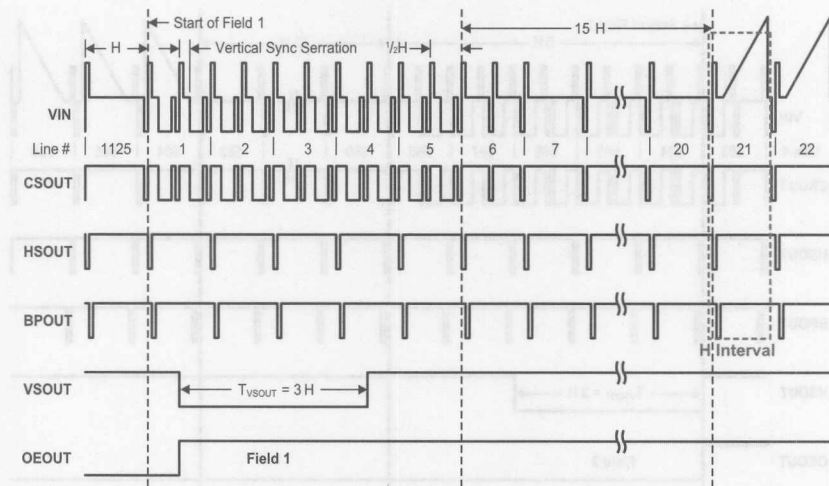 Start of Field 1
H
Vertical Sync Serration
½H
15 H
VIN
Line # 1125 1 2 3 4 5 6 7 20 21 22
CSOUT
HSOUT
BPOUT
H Interval
VSOUT
TVSOUT = 3 H
OEOUT
Field 1